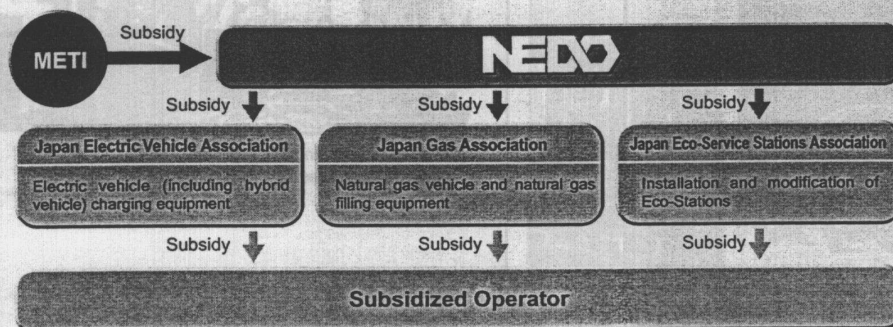 METI
Subsidy
NEDO
Subsidy
Subsidy
Subsidy
Japan Electric Vehicle Association
Electric vehicle (including hybrid
vehicle) charging equipment
Japan Gas Association
Natural gas vehicle and natural gas
filling equipment
Japan Eco-Service Stations Association
Installation and modification of
Eco-Stations
Subsidy
Subsidy
Subsidy
Subsidized Operator